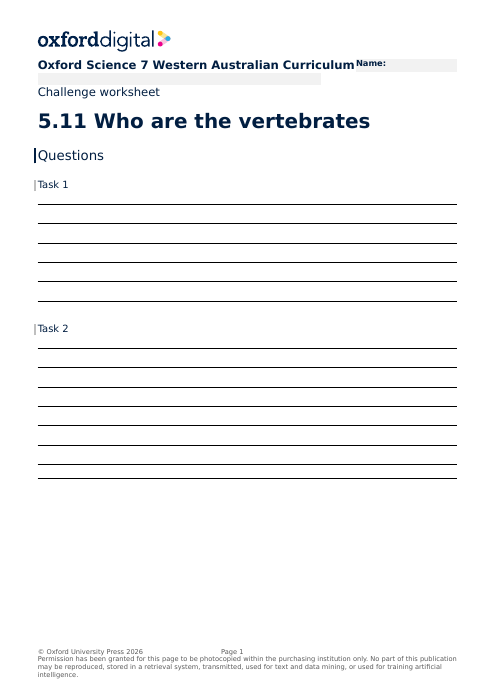 oxforddigital
Oxford Science 7 Western Australian Curriculum Name:
Challenge worksheet
5.11 Who are the vertebrates
Questions
Task 1
Task 2
© Oxford University Press 2026 Page 1
Permission has been granted for this page to be photocopied within the purchasing institution only. No part of this publication
may be reproduced, stored in a retrieval system, transmitted, used for text and data mining, or used for training artificial
intelligence.